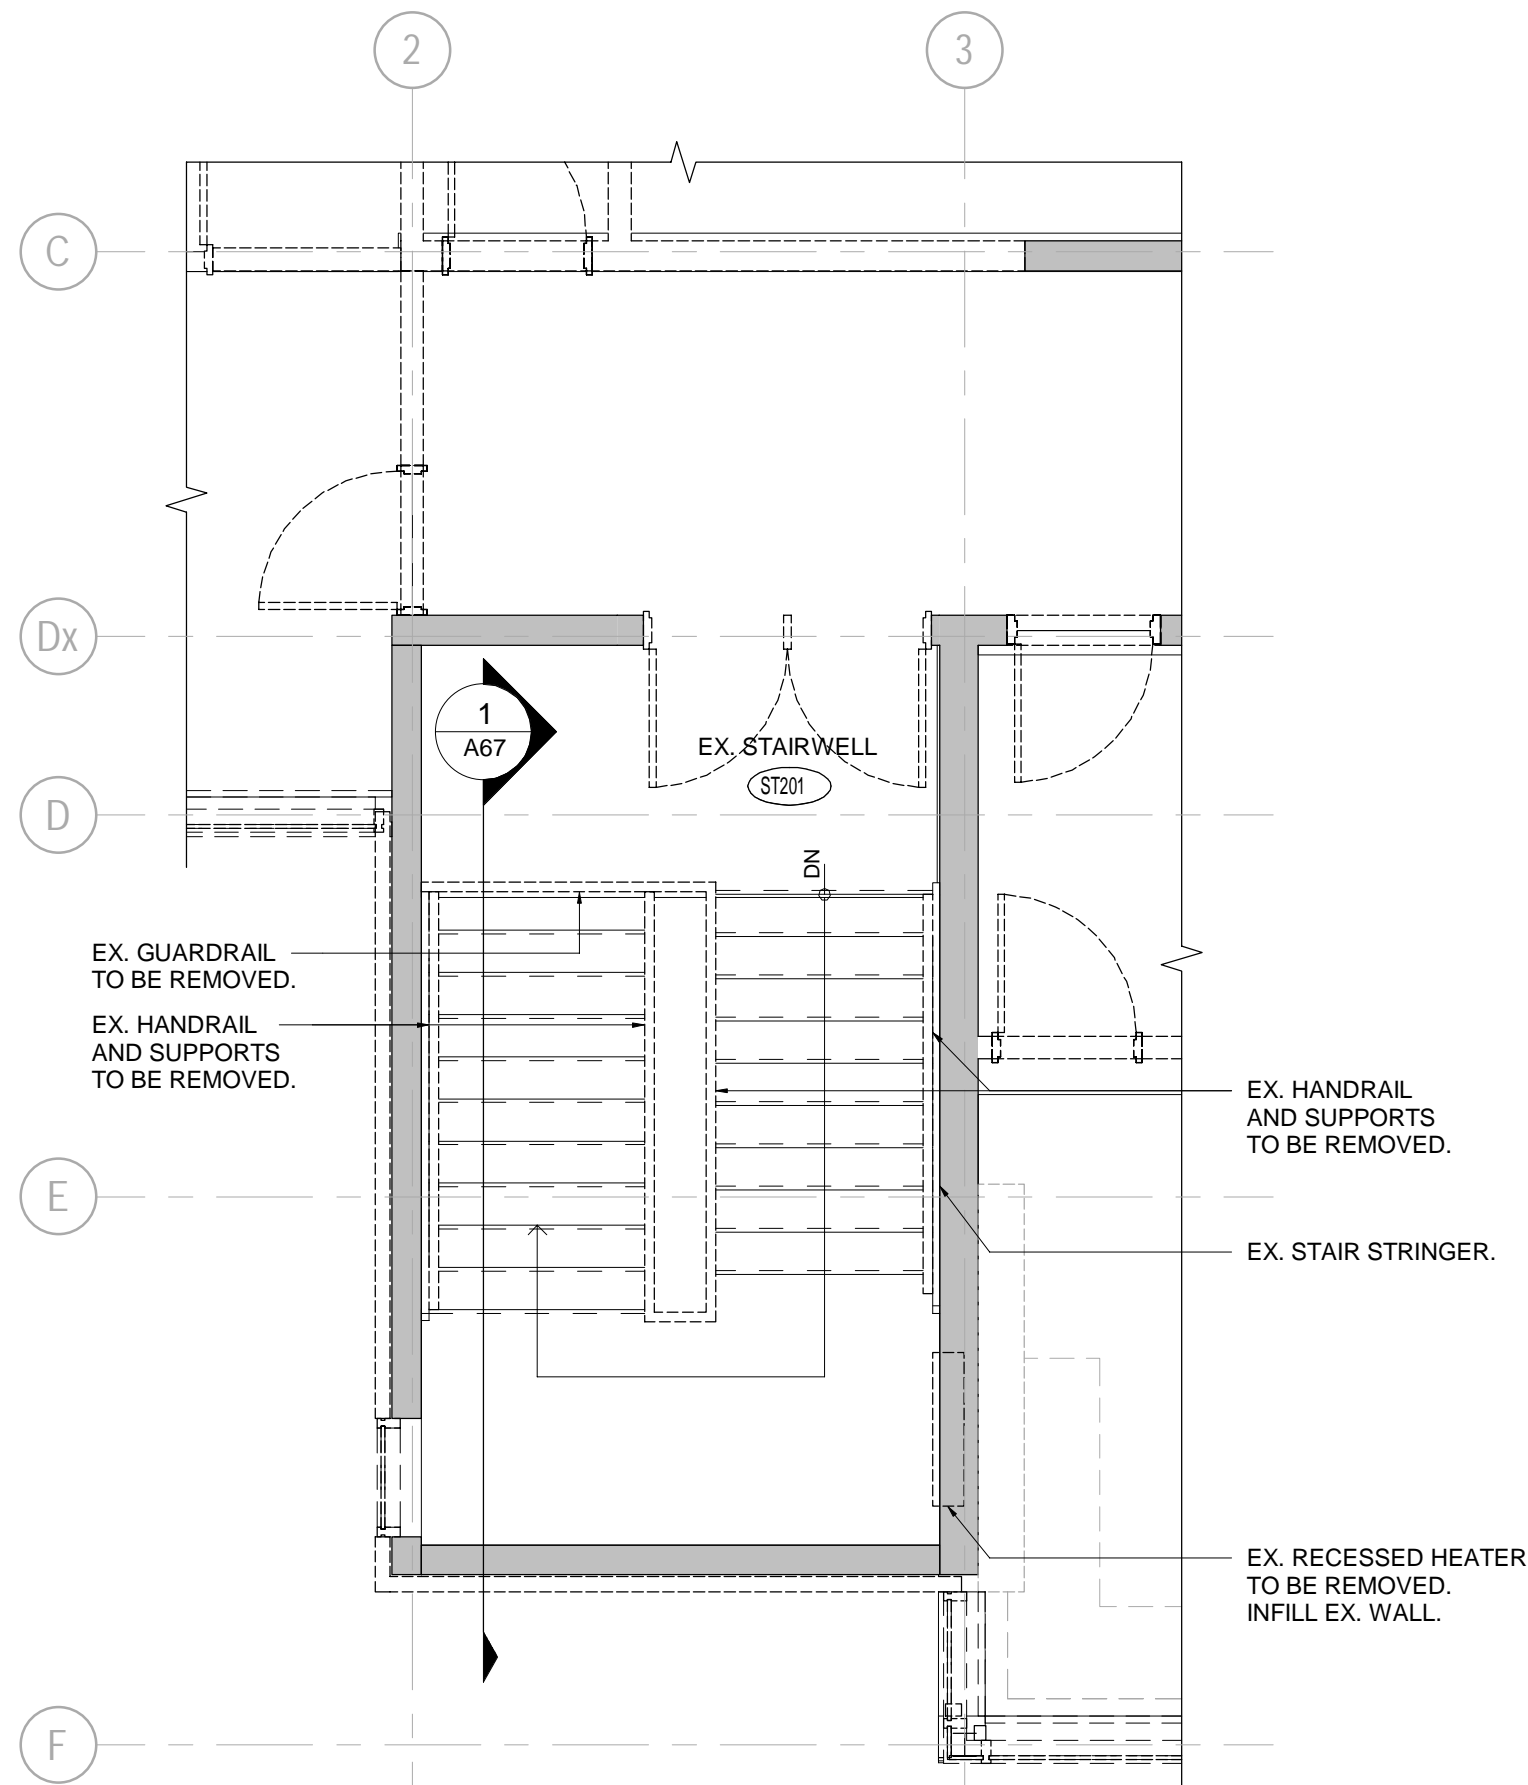 2
3
C
Dx
1
A67
EX. STAIRWELL
ST201
D
DN
EX. GUARDRAIL
TO BE REMOVED.
EX. HANDRAIL
AND SUPPORTS
TO BE REMOVED.
EX. HANDRAIL
AND SUPPORTS
TO BE REMOVED.
E
EX. STAIR STRINGER.
EX. RECESSED HEATER
TO BE REMOVED.
INFILL EX. WALL.
F